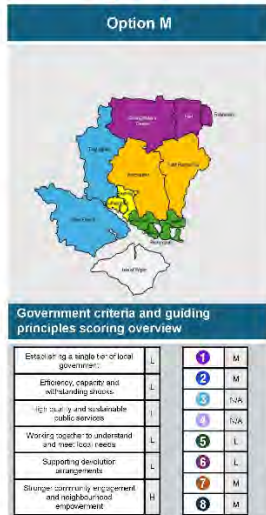 Option M
Rushmoor
Hart
Test Valley
Winchester
East Hampshire
New Forest
Isle of Wight
Government criteria and guiding
principles scoring overview
Establishing a single tier of local
government
L
Efficiency, capacity and
withstanding shocks
L
High quality and sustainable
public services
L
Working together to understand
and meet local needs
L
Supporting devolution
arrangements
L
Stronger community engagement
and neighbourhood
empowerment
H
1 M
2 M
3 N/A
4 N/A
5 L
6 L
7 M
8 M